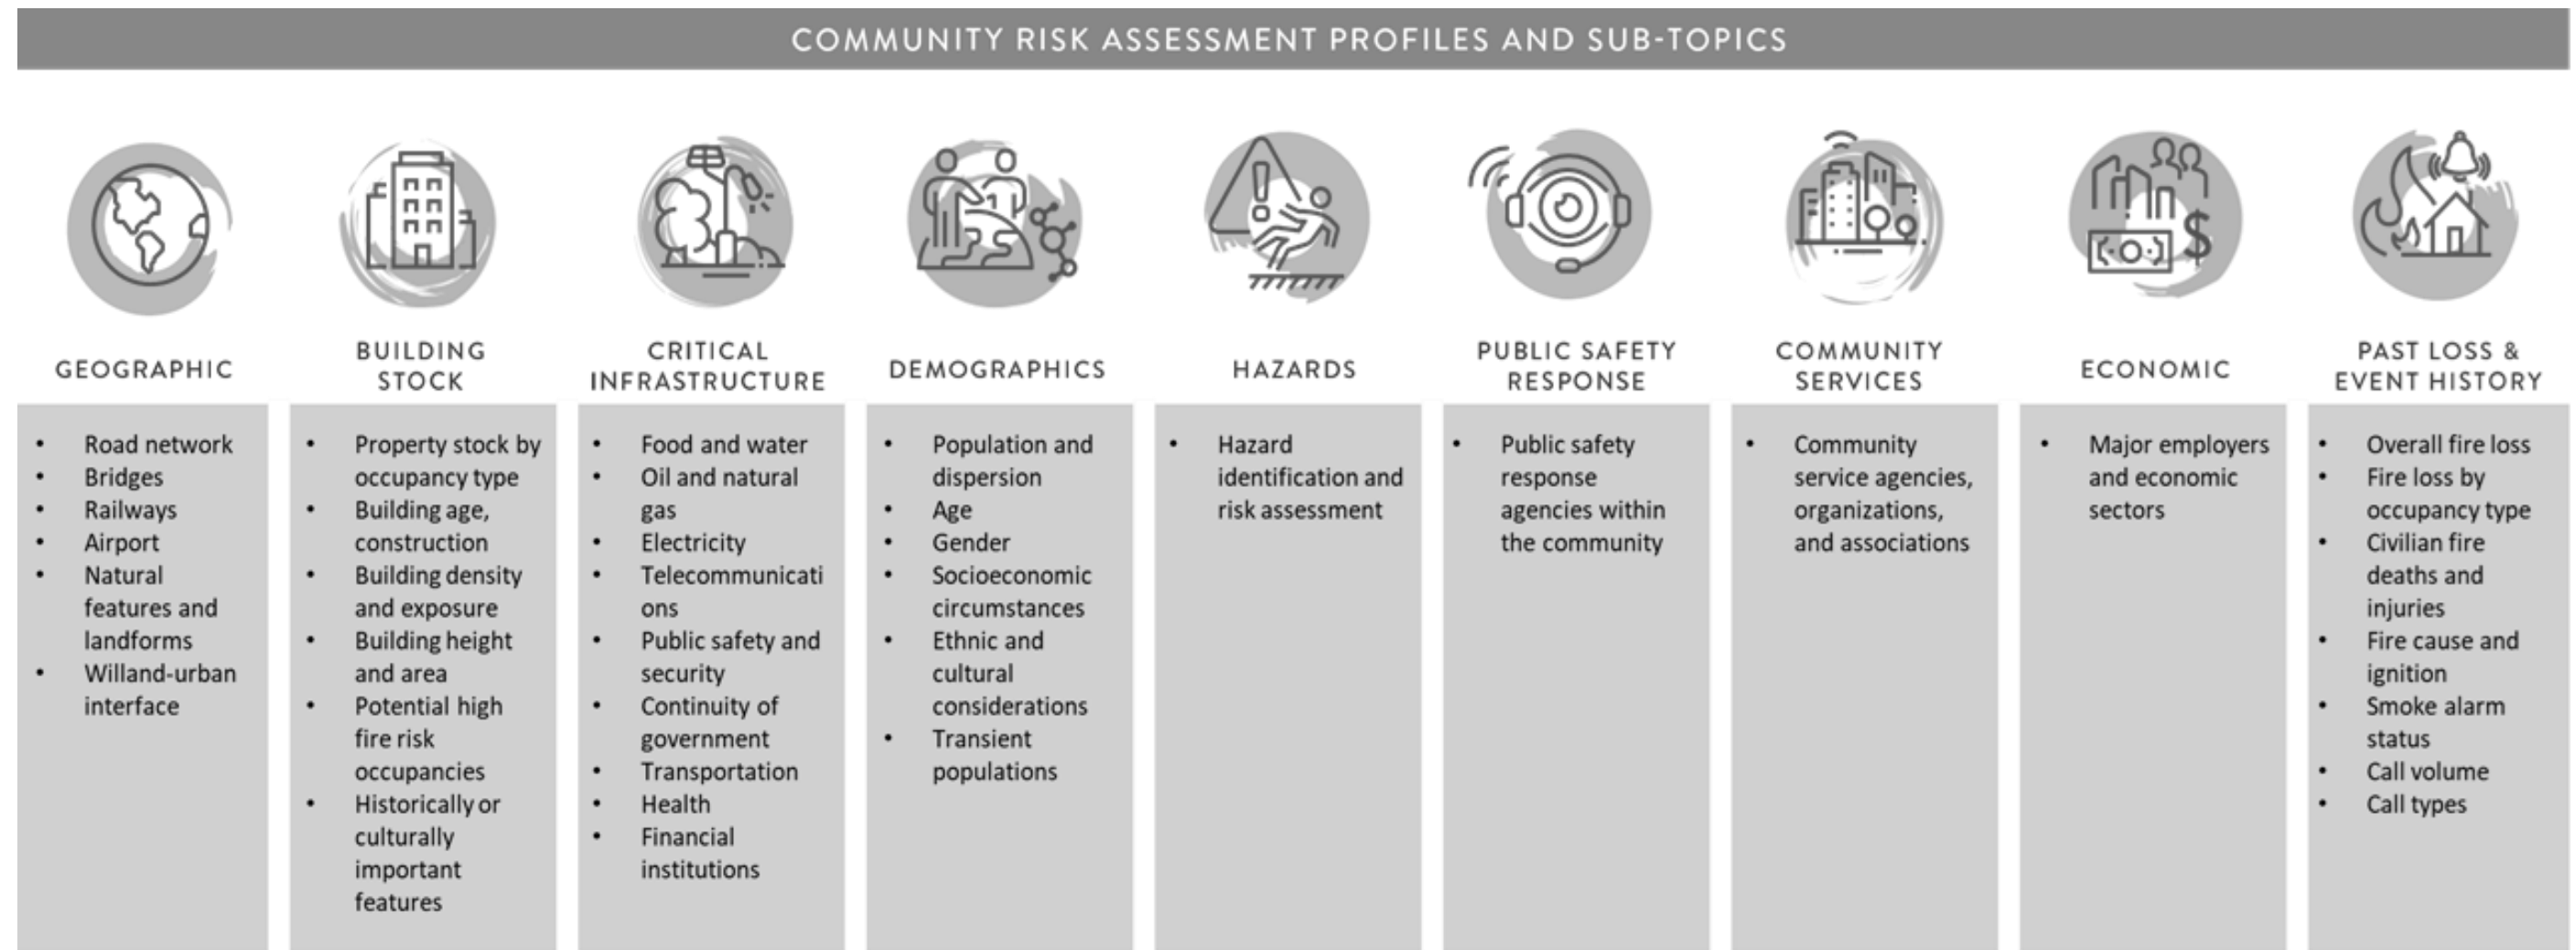 COMMUNITY RISK ASSESSMENT PROFILES AND SUB-TOPICS
GEOGRAPHIC
• Road network
• Bridges
• Railways
• Airport
• Natural
features and
landforms
• Willand-urban
interface
BUILDING
STOCK
• Property stock by
occupancy type
• Building age,
construction
• Building density
and exposure
• Building height
and area
• Potential high
fire risk
occupancies
• Historically or
culturally
important
features
CRITICAL
INFRASTRUCTURE
• Food and water
• Oil and natural
gas
• Electricity
• Telecommunicati
ons
• Public safety and
security
• Continuity of
government
• Transportation
• Health
• Financial
institutions
DEMOGRAPHICS
• Population and
dispersion
• Age
• Gender
• Socioeconomic
circumstances
• Ethnic and
cultural
considerations
• Transient
populations
HAZARDS
• Hazard
identification and
risk assessment
PUBLIC SAFETY
RESPONSE
• Public safety
response
agencies within
the community
COMMUNITY
SERVICES
• Community
service agencies,
organizations,
and associations
ECONOMIC
• Major employers
and economic
sectors
PAST LOSS &
EVENT HISTORY
• Overall fire loss
• Fire loss by
occupancy type
• Civilian fire
deaths and
injuries
• Fire cause and
ignition
• Smoke alarm
status
• Call volume
• Call types